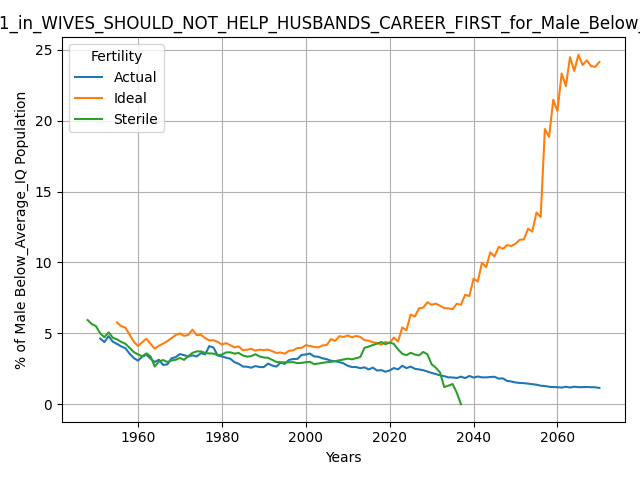 1_in_WIVES_SHOULD_NOT_HELP_HUSBANDS_CAREER_FIRST_for_Male_Below_
Fertility
Actual
Ideal
Sterile
% of Male Below_Average_IQ Population
25
20
15
10
5
0
1960 1980 2000 2020 2040 2060
Years